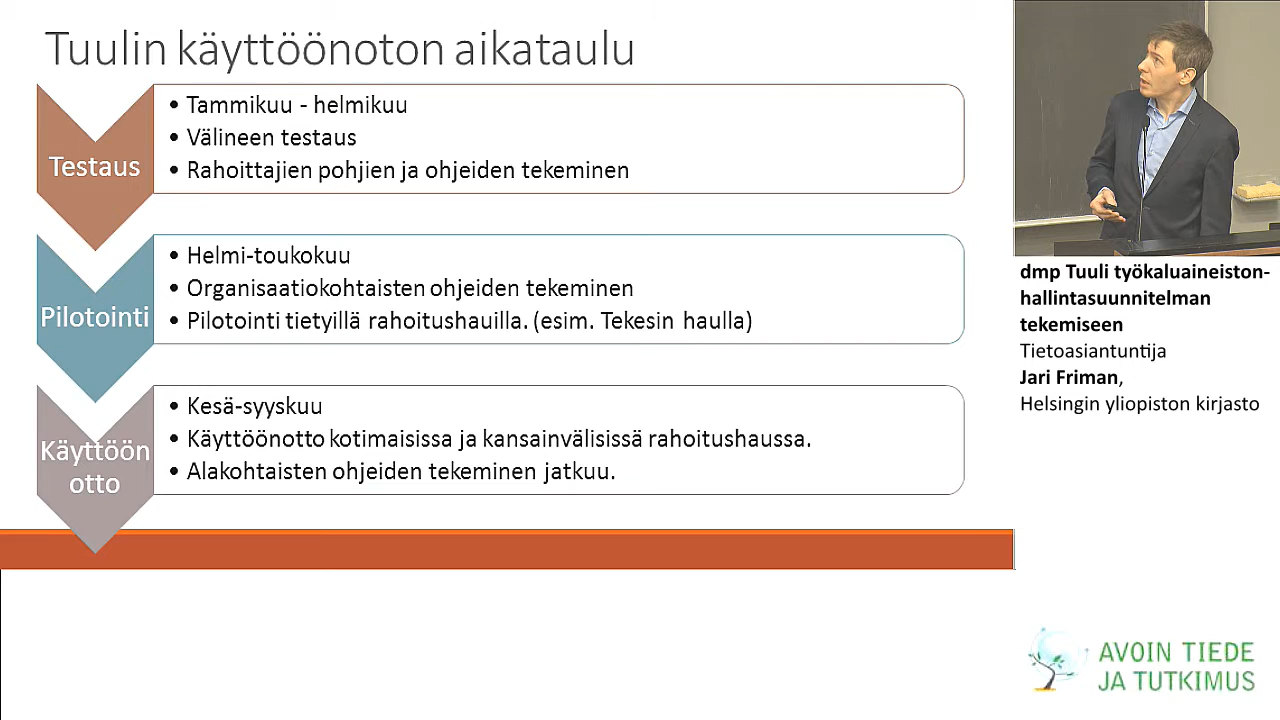 Tuulin käyttöönoton aikataulu
Testaus
• Tammikuu - helmikuu
• Välineen testaus
• Rahoittajien pohjien ja ohjeiden tekeminen
Pilotointi
• Helmi-toukokuu
• Organisaatiokohtaisten ohjeiden tekeminen
• Pilotointi tietyillä rahoitushauilla. (esim. Tekesin haulla)
Käyttöön
otto
• Kesä-syyskuu
• Käyttöönotto kotimaisissa ja kansainvälisissä rahoitushaussa.
• Alakohtaisten ohjeiden tekeminen jatkuu.
dmp Tuuli työkaluaineiston-
hallintasuunnitelman
tekemiseen
Tietoasiantuntija
Jari Friman,
Helsingin yliopiston kirjasto
AVOIN TIEDE
JA TUTKIMUS